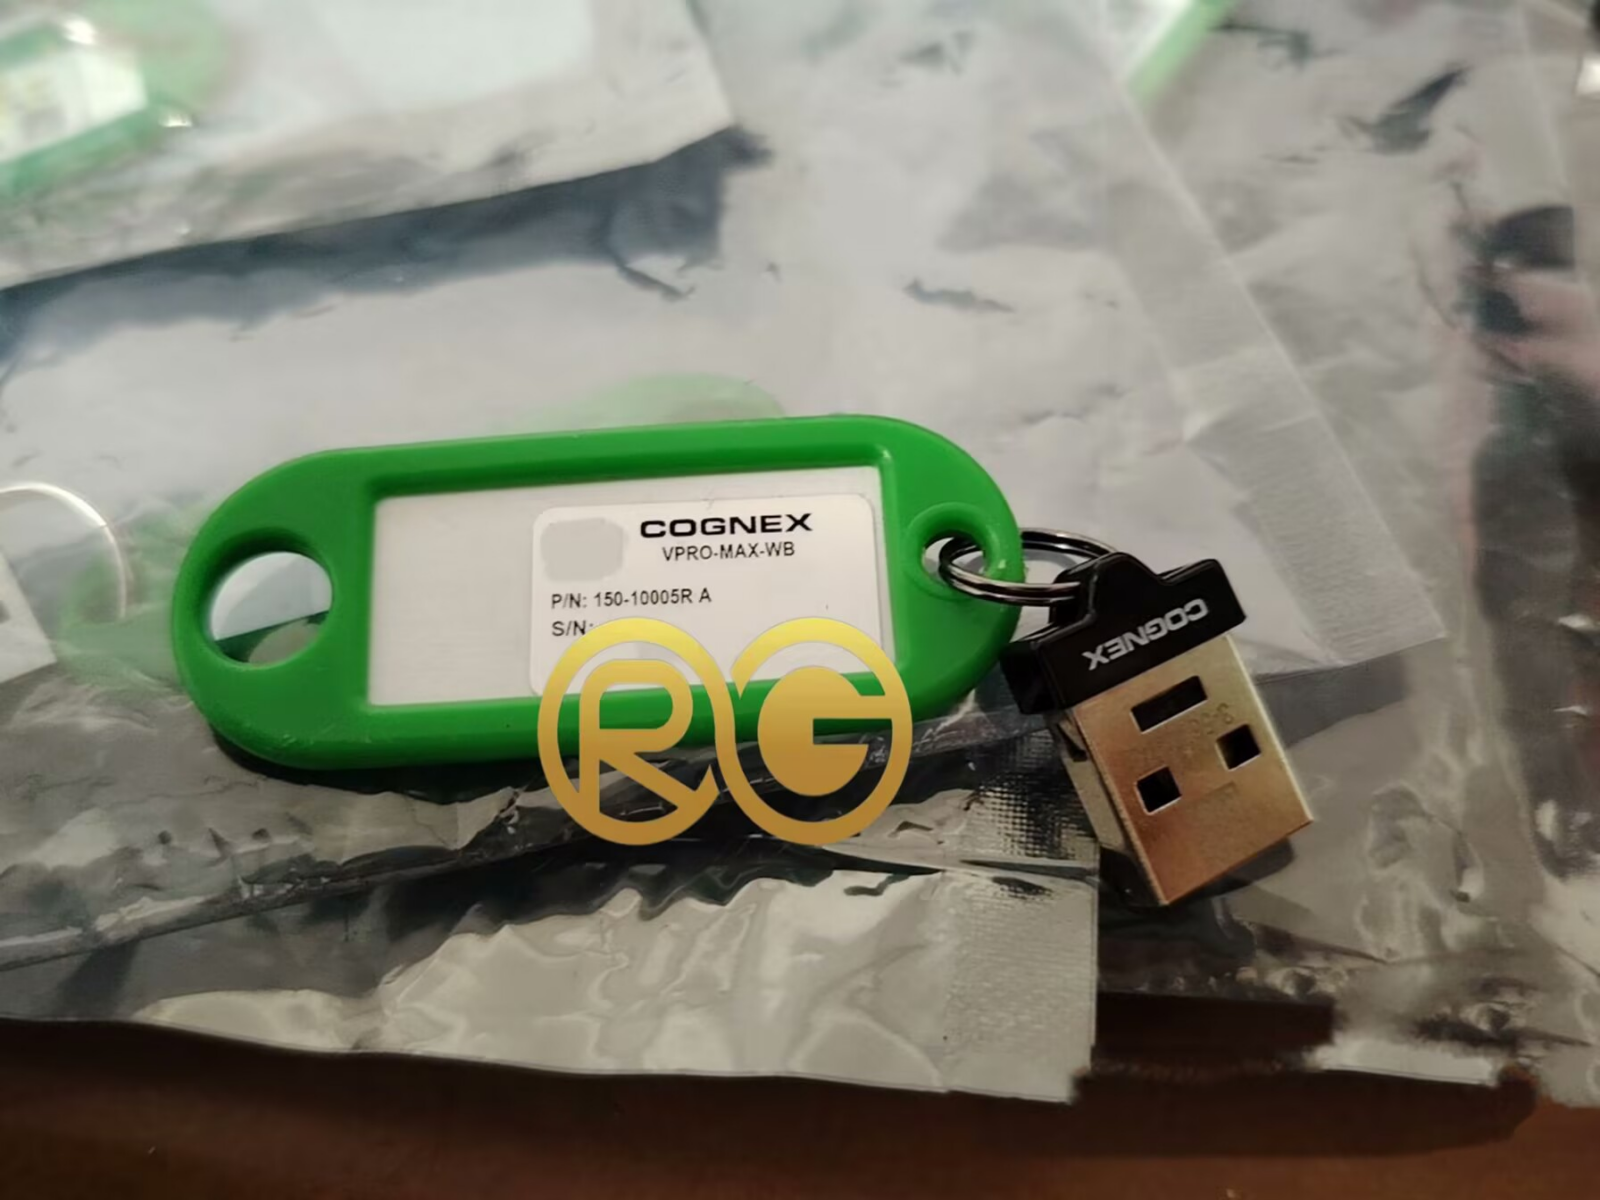 COGNEX
VPRO-MAX-WB
P/N: 150-10005R A
S/N:
COGNEX
RG